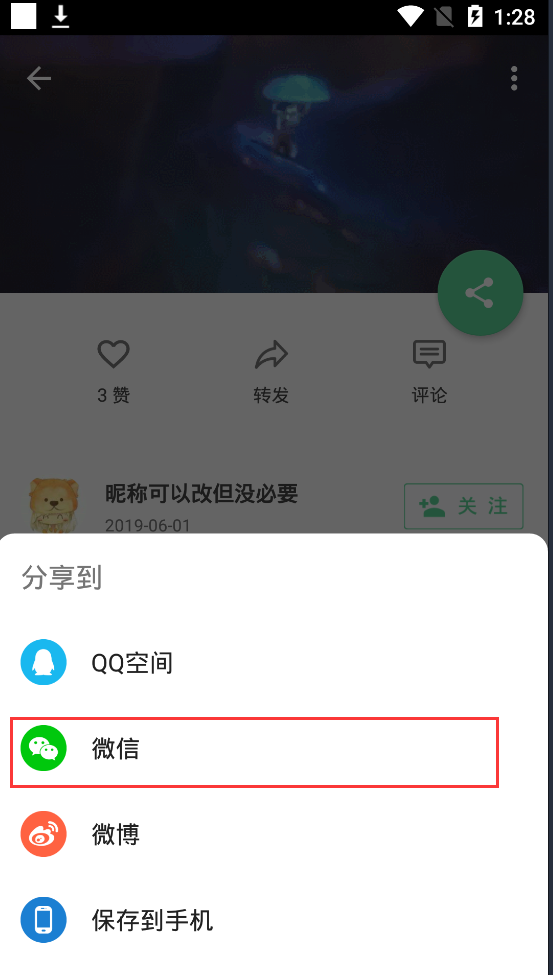 1:28
3 赞
转发
评论
昵称可以改但没必要
2019-06-01
关 注
分享到
QQ空间
微信
微博
保存到手机